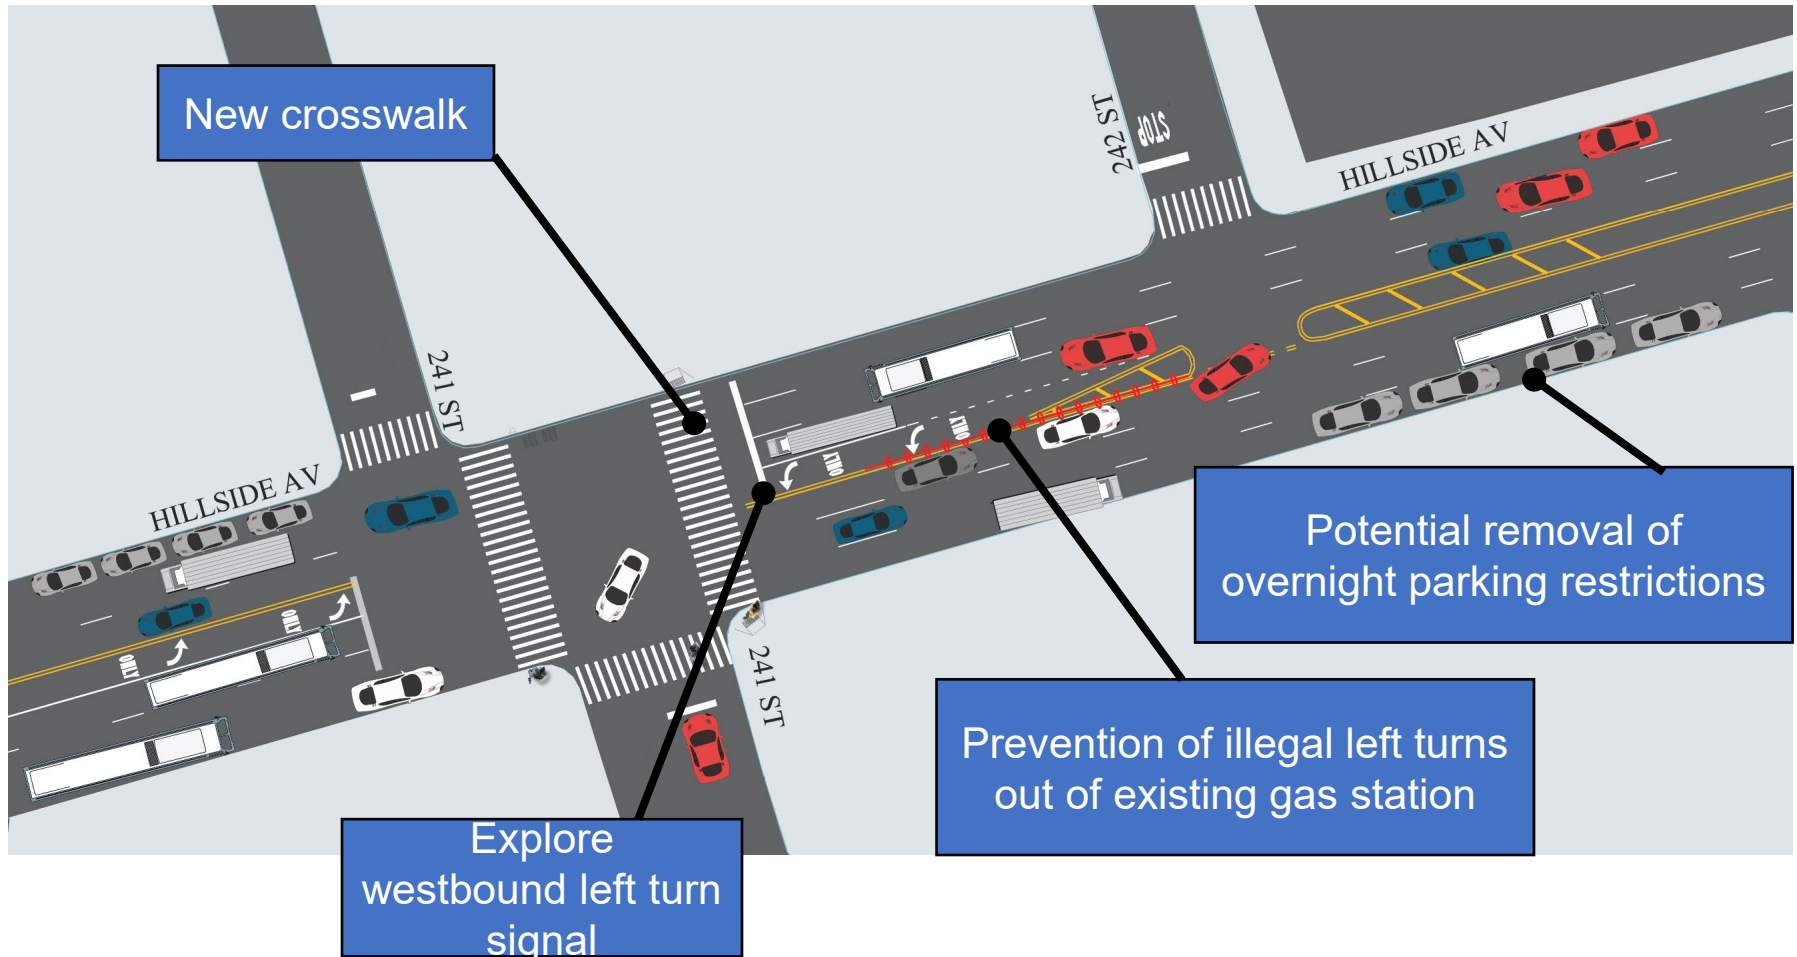 New crosswalk
242 ST
STOP
HILLSIDE AV
241 ST
HILLSIDE AV
ONLY
ONLY
ONLY
ONLY
241 ST
Potential removal of
overnight parking restrictions
Prevention of illegal left turns
out of existing gas station
Explore
westbound left turn
signal